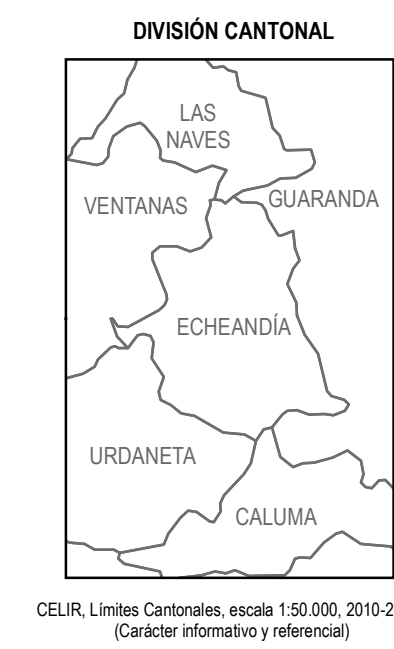 DIVISIÓN CANTONAL
LAS
NAVES
VENTANAS
GUARANDA
ECHEANDÍA
URDANETA
CALUMA
CELIR, Límites Cantonales, escala 1:50.000, 2010-2
(Carácter informativo y referencial)